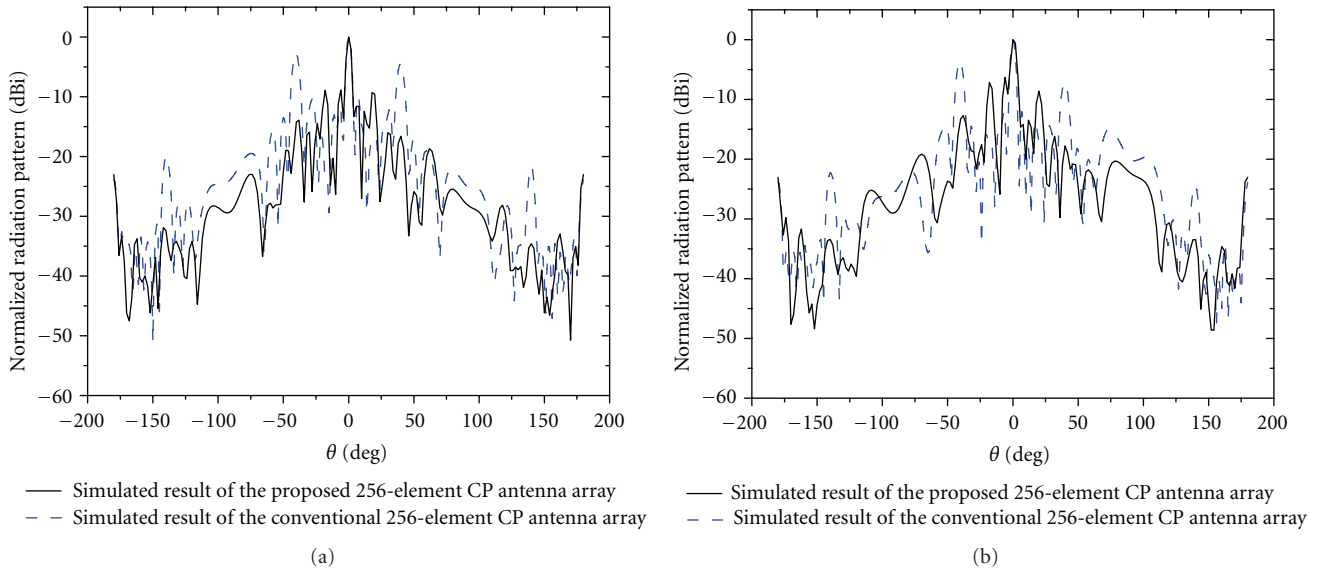 Normalized radiation pattern (dBi)
0
−10
−20
−30
−40
−50
−60
−200 −150 −100 −50 0 50 100 150 200
θ (deg)
Simulated result of the proposed 256-element CP antenna array
Simulated result of the conventional 256-element CP antenna array
(a)
Normalized radiation pattern (dBi)
0
−10
−20
−30
−40
−50
−60
−200 −150 −100 −50 0 50 100 150 200
θ (deg)
Simulated result of the proposed 256-element CP antenna array
Simulated result of the conventional 256-element CP antenna array
(b)